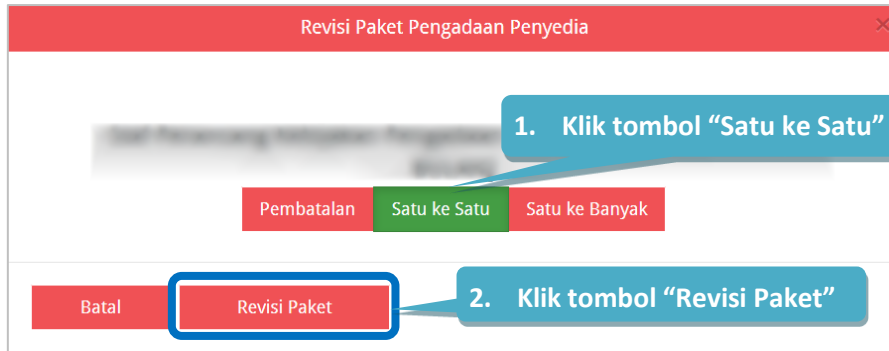 Revisi Paket Pengadaan Penyedia
×
1. Klik tombol “Satu ke Satu”
Pembatalan Satu ke Satu Satu ke Banyak
Batal Revisi Paket
2. Klik tombol “Revisi Paket”